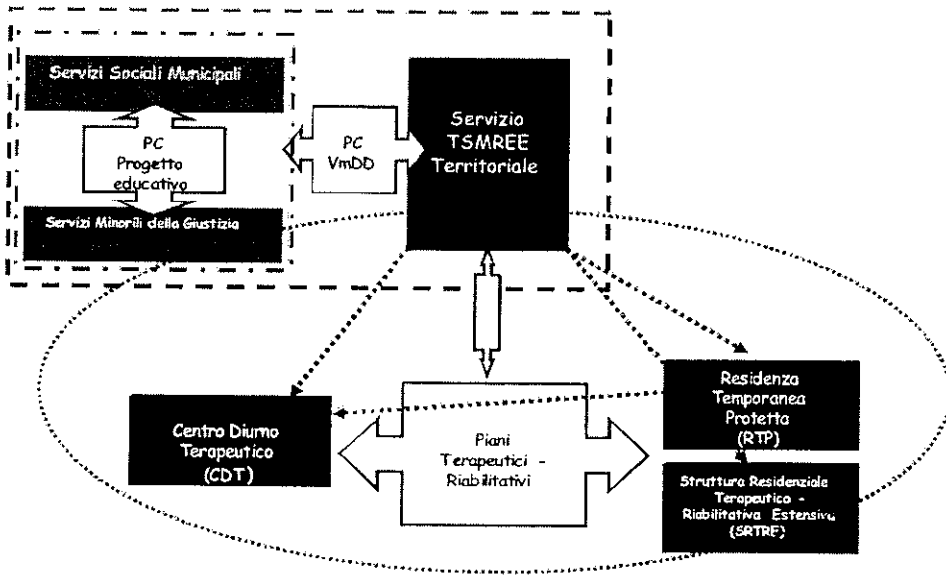 Servizi Sociali Municipali
PC
Progetto
educativo
Servizi Minorili della Giustizia
PC
VmDD
Servizio
TSMREE
Territoriale
Centro Diurno
Terapeutico
(CDT)
Piani
Terapeutici -
Riabilitativi
Residenza
Temporanea
Protetta
(RTP)
Struttura Residenziale
Terapeutico -
Riabilitativa Estensiva
(SRTRE)